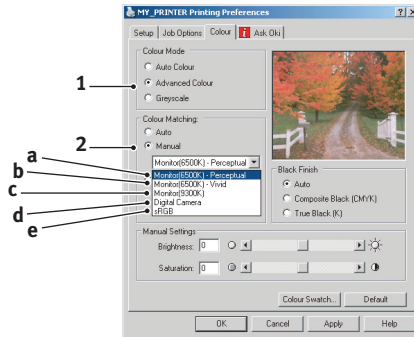 MY_PRINTER Printing Preferences
Setup Job Options Colour Ask Oki
Colour Mode
Auto Colour
1 Advanced Colour
Greyscale
Colour Matching:
Auto
2 Manual
Monitor(6500K) - Perceptual
a Monitor(6500K) - Perceptual
b Monitor(6500K) - Vivid
c Monitor(9300K)
d Digital Camera
e sRGB
Black Finish
Auto
Composite Black (CMYK)
True Black (K)
Manual Settings
Brightness: 0
Saturation: 0
Colour Swatch... Default
OK Cancel Apply Help